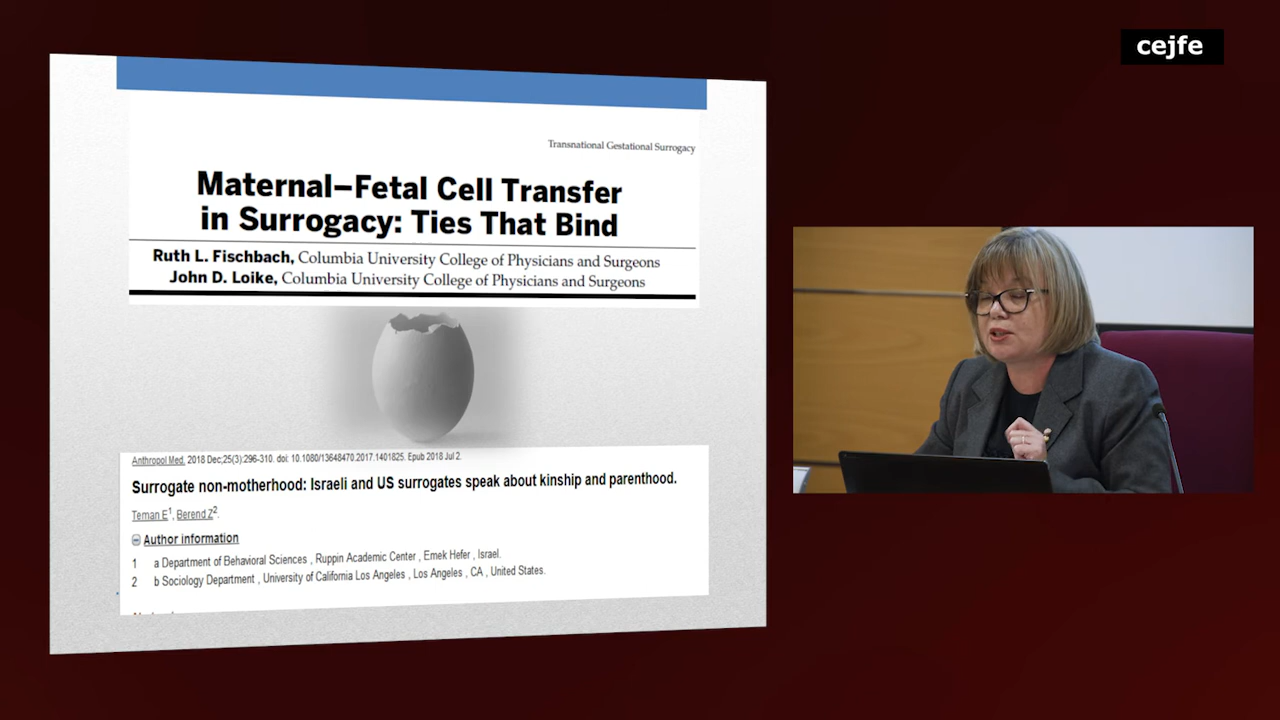 cejfe
Transnational Gestational Surrogacy
Maternal–Fetal Cell Transfer
in Surrogacy: Ties That Bind
Ruth L. Fischbach, Columbia University College of Physicians and Surgeons
John D. Loike, Columbia University College of Physicians and Surgeons
Anthropol Med. 2018 Dec;25(3):296-310. doi: 10.1080/13648470.2017.1401825. Epub 2018 Jul 2.
Surrogate non-motherhood: Israeli and US surrogates speak about kinship and parenthood.
Teman E1, Berend Z2.
Author information
1 a Department of Behavioral Sciences , Ruppin Academic Center , Emek Hefer , Israel.
2 b Sociology Department , University of California Los Angeles , Los Angeles , CA , United States.